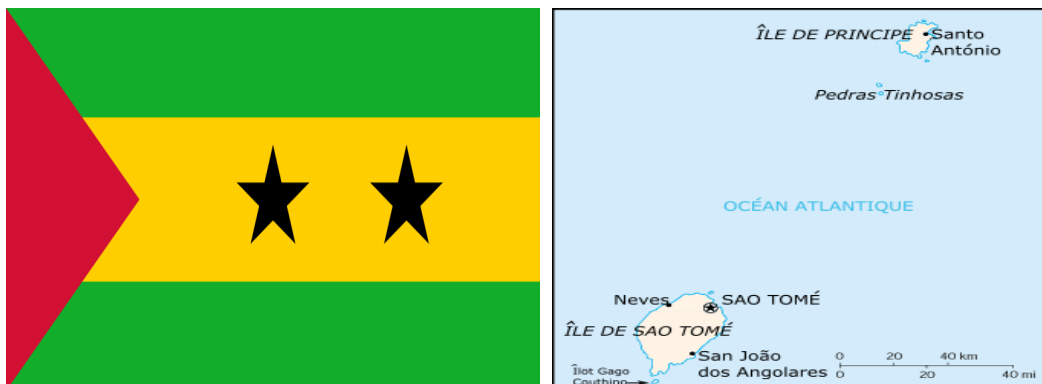 ÎLE DE PRINCIPE
Santo
António
Pedras Tinhosas
OCÉAN ATLANTIQUE
Neves
SAO TOMÉ
ÎLE DE SAO TOMÉ
San João
dos Angolares
Îlot Gago
Couthino
0 20 40 km
0 20 40 mi